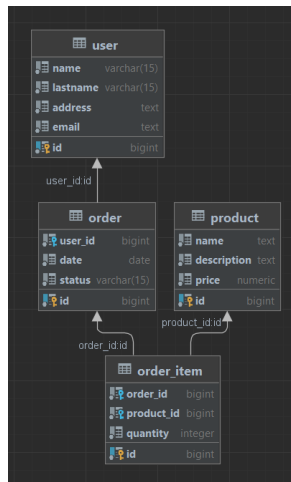 user
name varchar(15)
lastname varchar(15)
address text
email text
id bigint
user_id:id
order
user_id bigint
date date
status varchar(15)
id bigint
product
name text
description text
price numeric
id bigint
product_id:id
order_id:id
order_item
order_id bigint
product_id bigint
quantity integer
id bigint